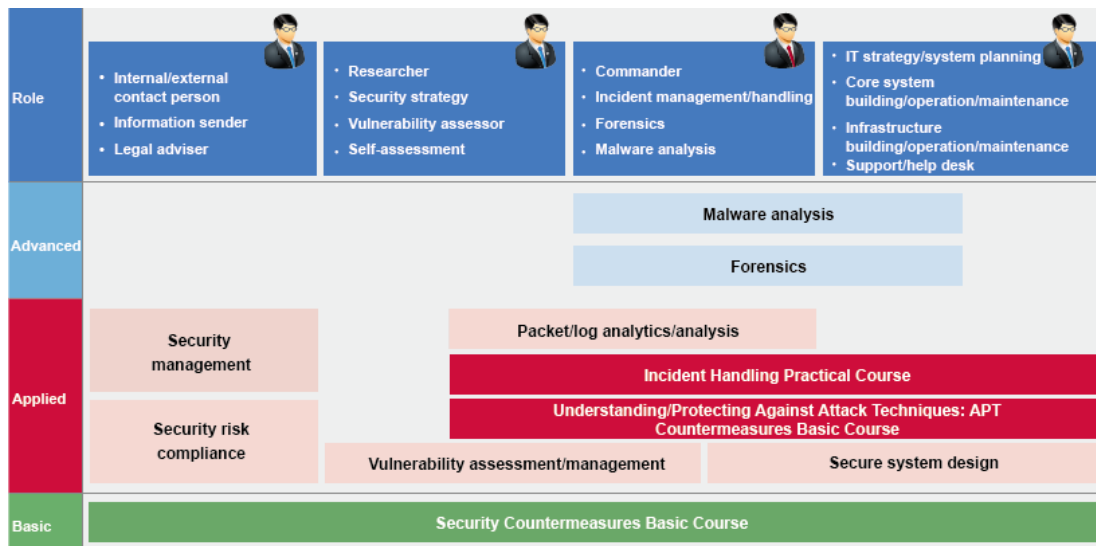 Role
• Internal/external
contact person
• Information sender
• Legal adviser
• Researcher
• Security strategy
• Vulnerability assessor
• Self-assessment
• Commander
• Incident management/handling
• Forensics
• Malware analysis
• IT strategy/system planning
• Core system
building/operation/maintenance
• Infrastructure
building/operation/maintenance
• Support/help desk
Advanced
Malware analysis
Forensics
Applied
Security
management
Security risk
compliance
Packet/log analytics/analysis
Incident Handling Practical Course
Understanding/Protecting Against Attack Techniques: APT
Countermeasures Basic Course
Vulnerability assessment/management
Secure system design
Basic
Security Countermeasures Basic Course